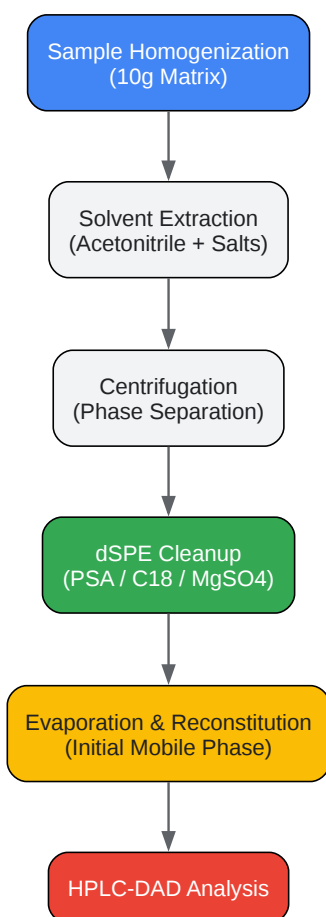 Sample Homogenization
(10g Matrix)
Solvent Extraction
(Acetonitrile + Salts)
Centrifugation
(Phase Separation)
dSPE Cleanup
(PSA / C18 / MgSO4)
Evaporation & Reconstitution
(Initial Mobile Phase)
HPLC-DAD Analysis